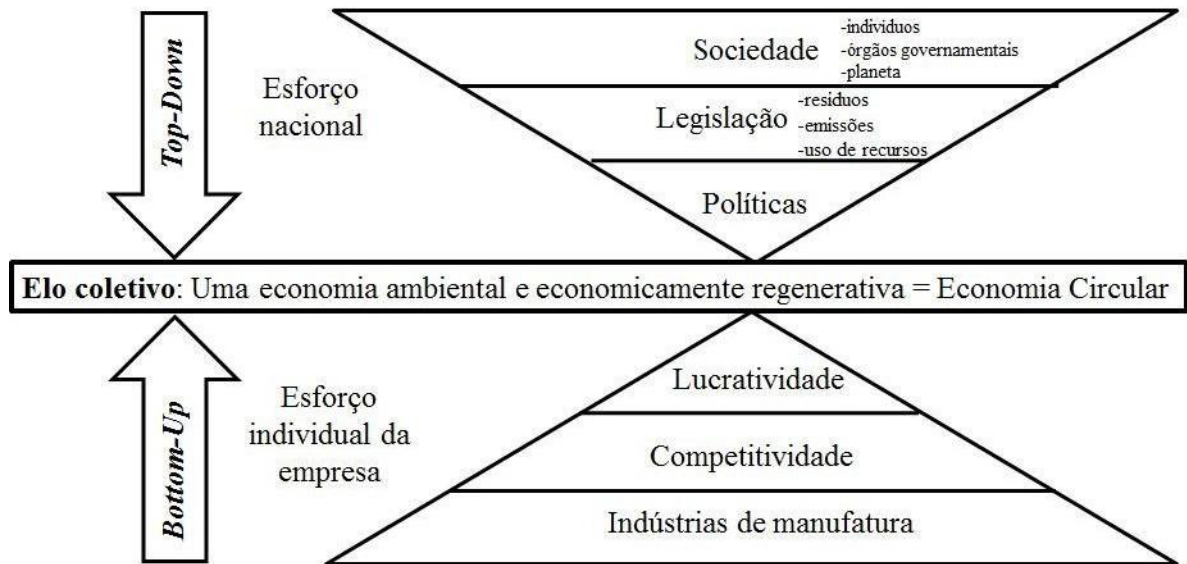 Top-Down
Esforço
nacional
Sociedade
-individuos
-órgãos governamentais
-planeta
Legislação
-residuos
-emissões
-uso de recursos
Políticas
Elo coletivo: Uma economia ambiental e economicamente regenerativa = Economia Circular
Bottom-Up
Esforço
individual da
empresa
Lucratividade
Competitividade
Indústrias de manufatura